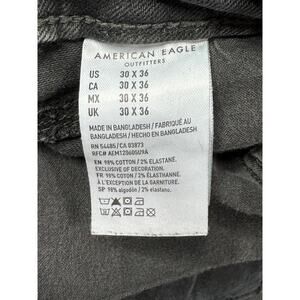 AMERICAN EAGLE
OUTFITTERS
US 30 X 36
CA 30 X 36
MX 30 X 36
UK 30 X 36
MADE IN BANGLADESH / FABRIQUÉ AU
BANGLADESH / HECHO EN BANGLADESH
RN 54485/CA 03873
RFC# AEM120605U9A
EN 98% COTTON / 2% ELASTANE.
EXCLUSIVE OF DECORATION.
FR 98% COTON / 2% ÉLASTHANNE.
À L'EXCEPTION DE LA GARNITURE.
SP 98% algodón / 2% elastano.